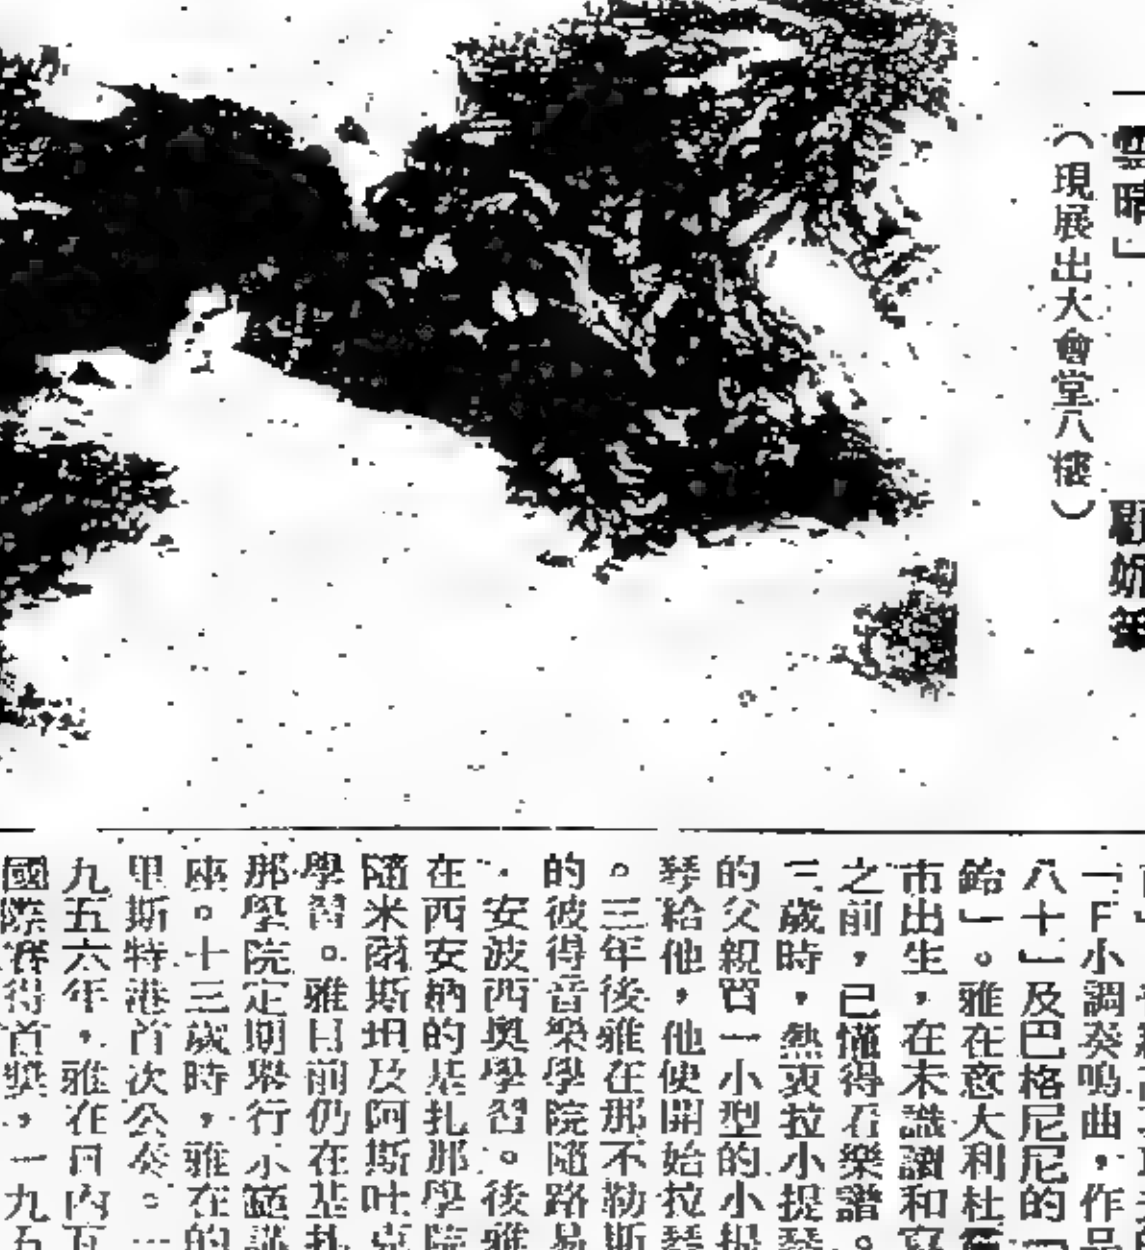 （現展出大會堂八樓）
「F小調奏鳴曲，作品
八十」及巴格尼尼的「
鈴」。雅在意大利杜
市出生，在未識讀和寫
之前，已懂得看樂譜。
三歲時，熱衷拉小提琴
的父親買一小型的小提
琴給他，他便開始拉琴
。三年後雅在那不勒斯
的彼得音樂學院隨路易
．安波西奧學習。後雅
在西安納的基扎那學院
隨米爾斯坦及阿斯吐克
學習。雅目前仍在基扎
那學院定期舉行小
座。十三歲時，雅在的
里斯特港首次公奏。一
九五六年，雅在日內瓦
國際賽得首獎，一九五